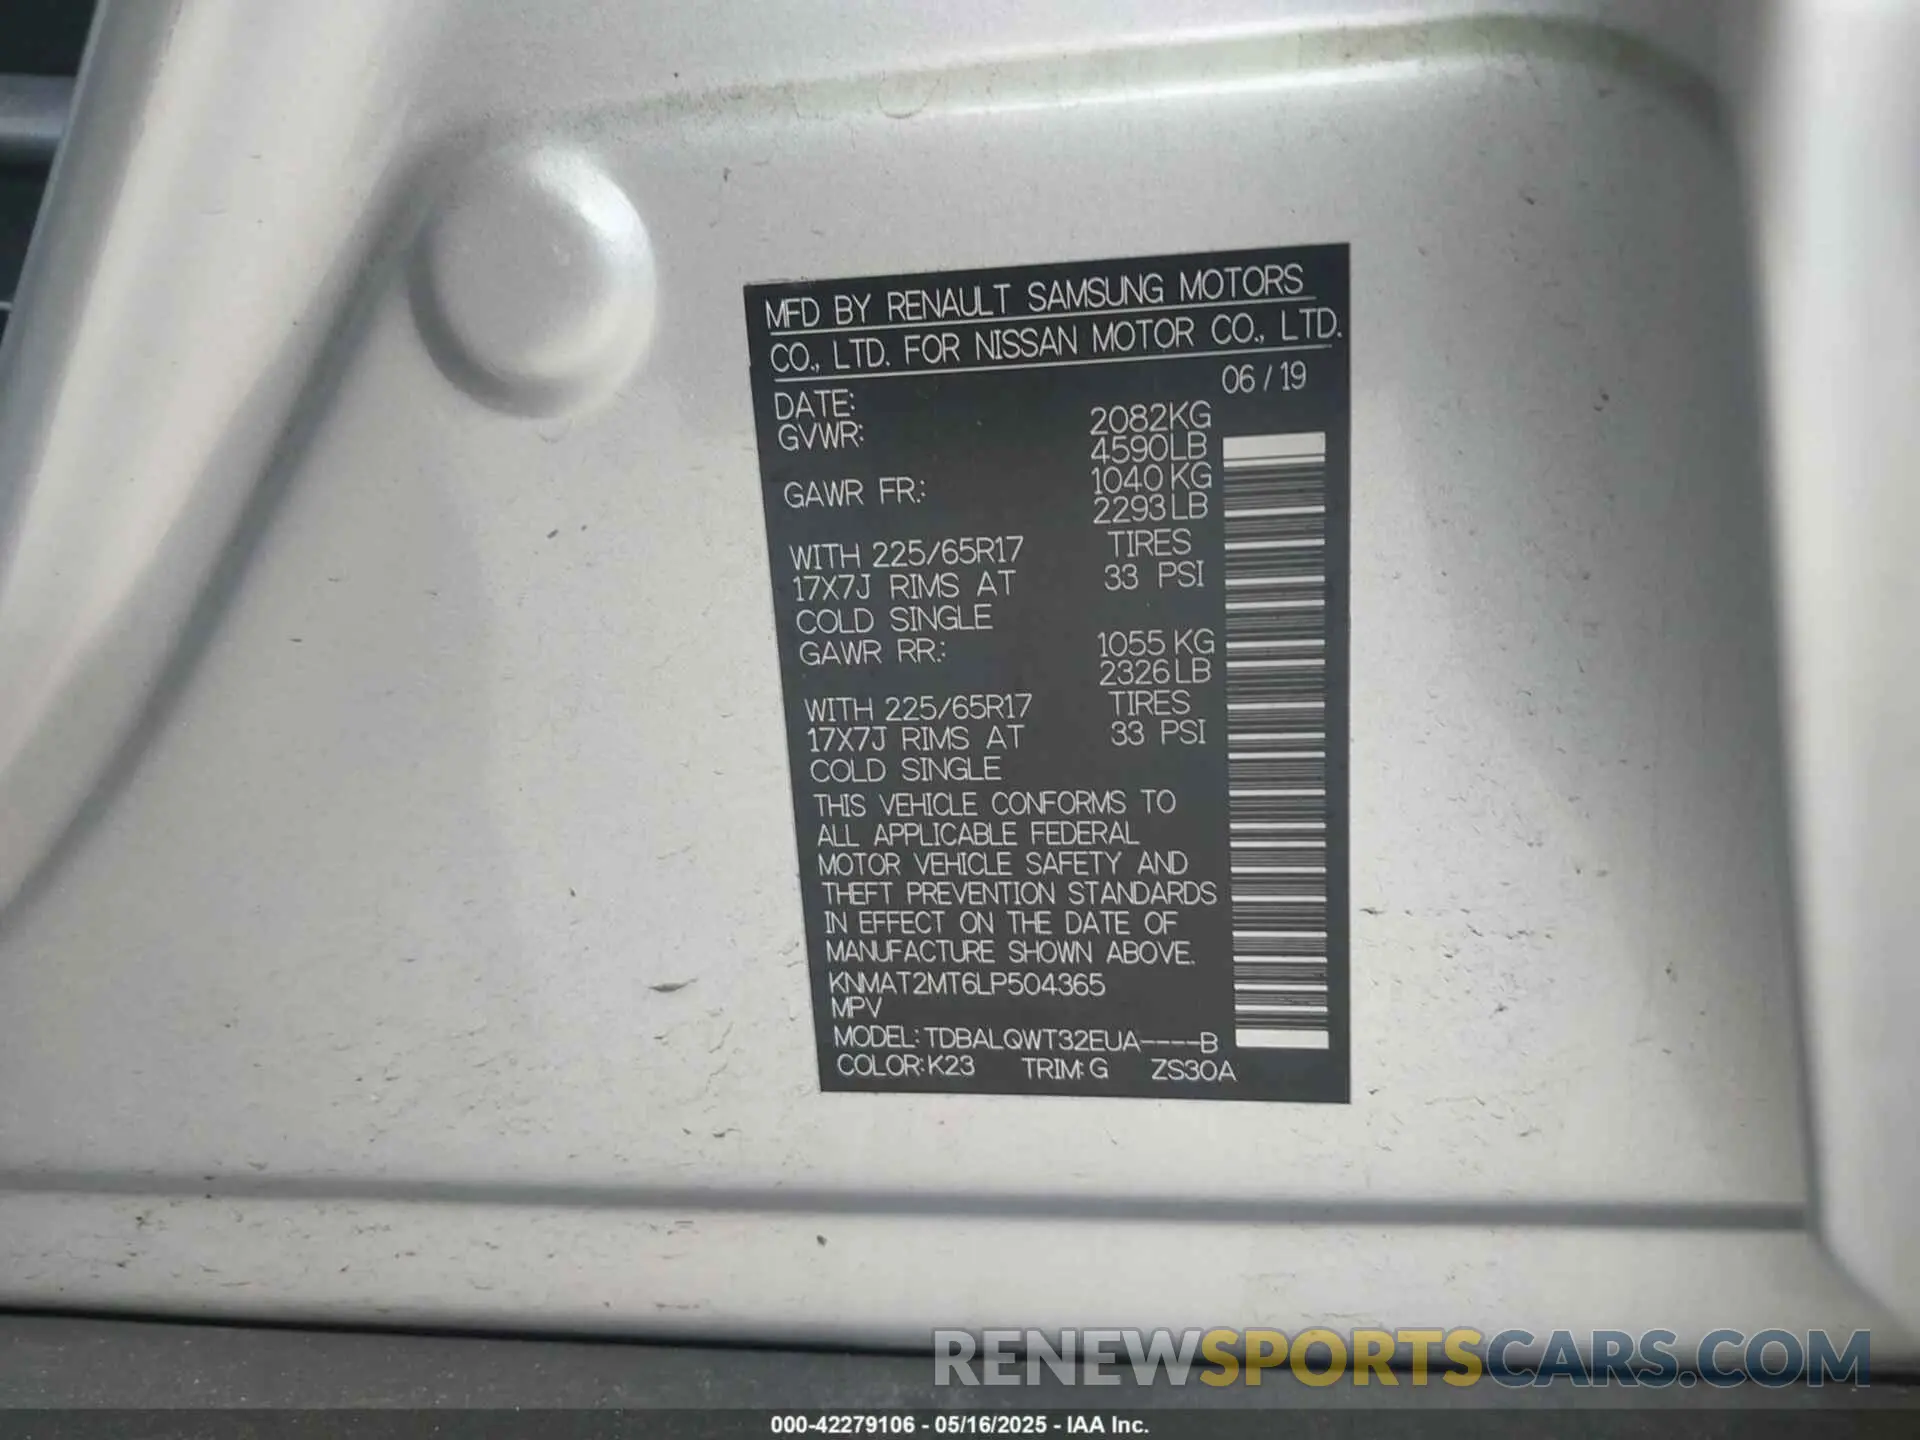 MFD BY RENAULT SAMSUNG MOTORS
CO., LTD. FOR NISSAN MOTOR CO., LTD.
DATE: 06 / 19
GVWR: 2082KG
4590LB
GAWR FR.: 1040 KG
2293LB
WITH 225/65R17 TIRES
17X7J RIMS AT 33 PSI
COLD SINGLE
GAWR RR.: 1055 KG
2326LB
WITH 225/65R17 TIRES
17X7J RIMS AT 33 PSI
COLD SINGLE
THIS VEHICLE CONFORMS TO
ALL APPLICABLE FEDERAL
MOTOR VEHICLE SAFETY AND
THEFT PREVENTION STANDARDS
IN EFFECT ON THE DATE OF
MANUFACTURE SHOWN ABOVE.
KNMAT2MT6LP504365
MPV
MODEL: TDBALQWT32EUA----B
COLOR: K23 TRIM: G ZS30A
RENEWSPORTSCARS.COM
000-42279106 - 05/16/2025 - IAA Inc.